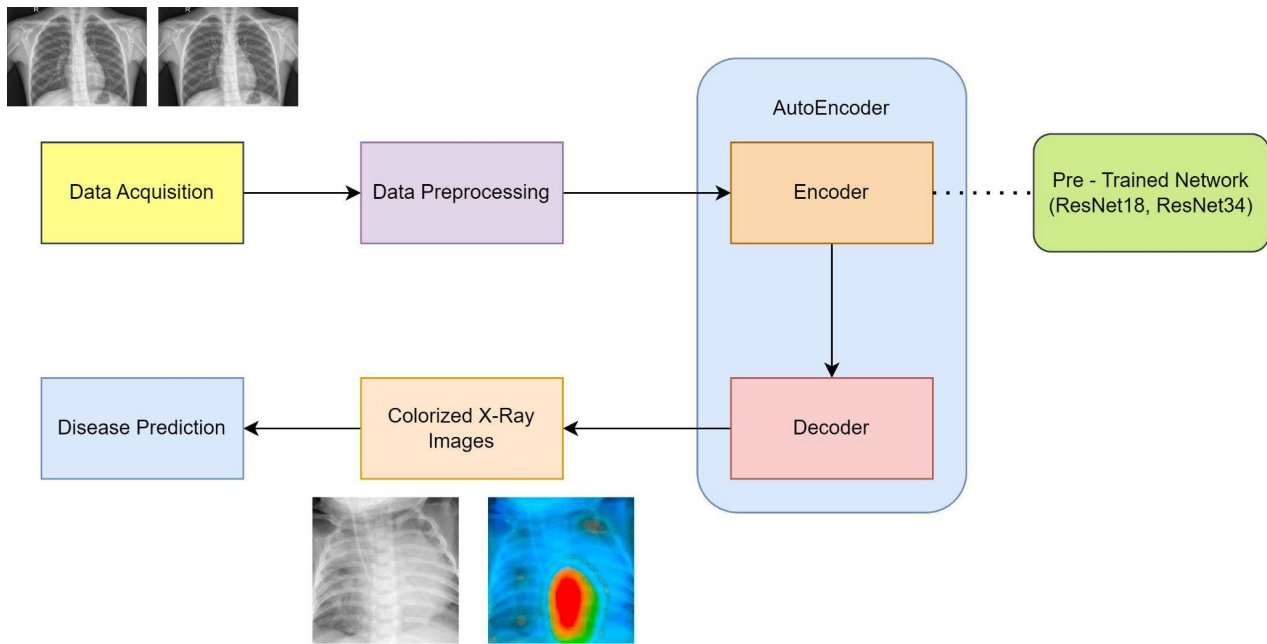 R
R
AutoEncoder
Data Acquisition
Data Preprocessing
Encoder
Pre - Trained Network
(ResNet18, ResNet34)
Disease Prediction
Colorized X-Ray
Images
Decoder